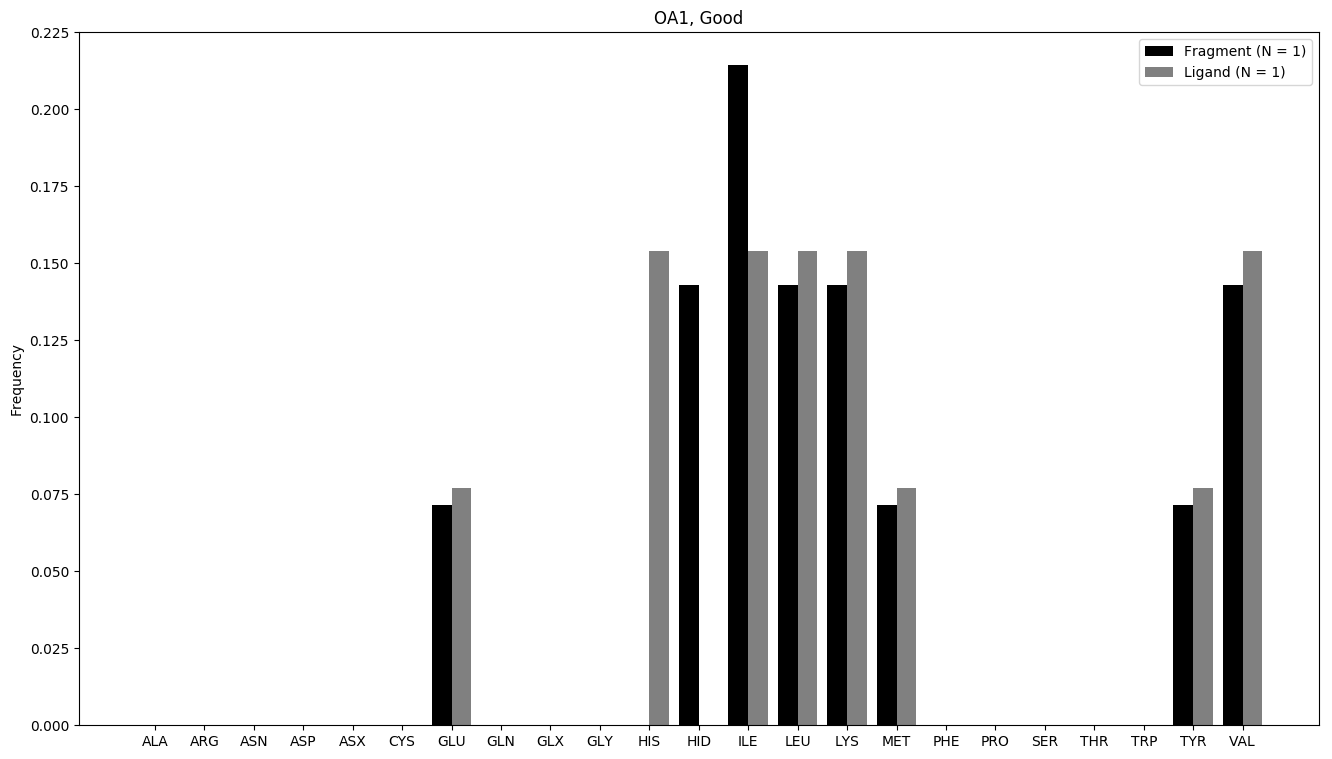 OA1, Good
Fragment (N = 1)
Ligand (N = 1)
Frequency
0.225
0.200
0.175
0.150
0.125
0.100
0.075
0.050
0.025
0.000
ALA ARG ASN ASP ASX CYS GLU GLN GLX GLY HIS HID ILE LEU LYS MET PHE PRO SER THR TRP TYR VAL